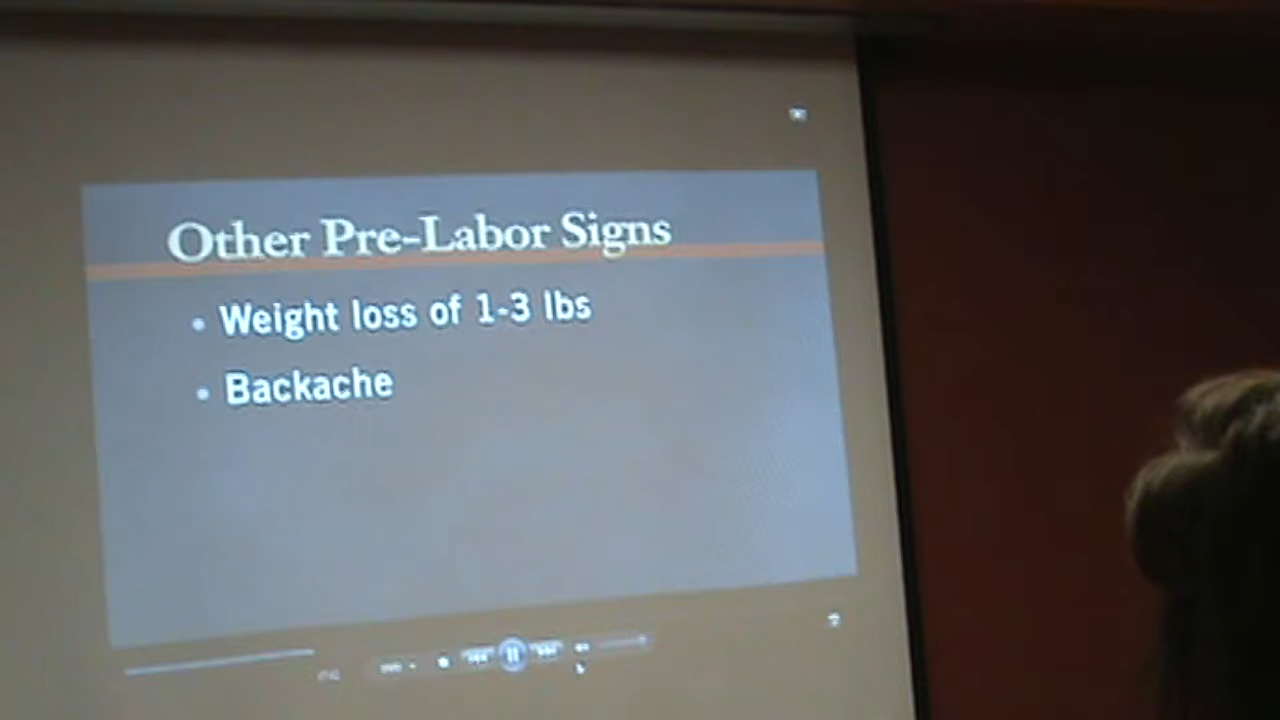 Other Pre-Labor Signs
• Weight loss of 1-3 lbs
• Backache